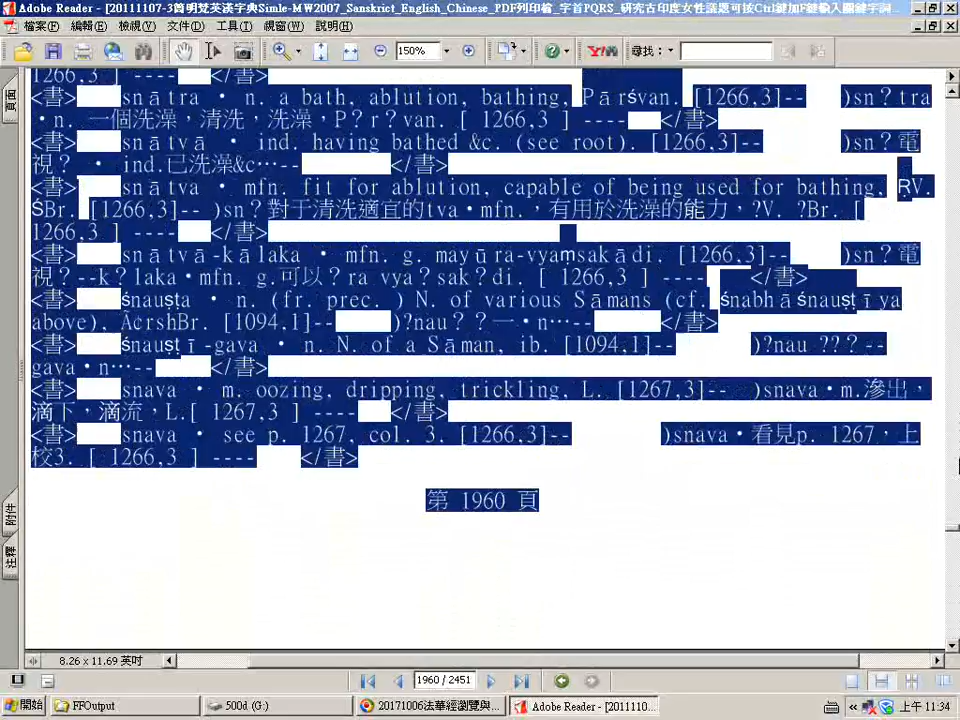 Adobe Reader - [20111107-3簡明梵英漢字典Simle-MW2007_Sanskrict_English_Chinese_PDF列印檔_字首PQRS_研究古印度女性議題可按Ctrl鍵加F鍵輸入關鍵字詞
檔案(F) 編輯(E) 檢視(V) 文件(D) 工具(T) 視窗(W) 說明(H)
150% Y! 尋找:
頁面
1266,3 ] ---- </書>
<書> snātra · n. a bath, ablution, bathing, Pārśvan. [1266,3]-- )sn？tra
·n. 一個洗澡，清洗，洗澡，P？r？van. [ 1266,3 ] ---- </書>
<書> snātvā · ind. having bathed &c. (see root). [1266,3]-- )sn？電
視？ · ind.已洗澡&c…-- </書>
<書> snātva · mfn. fit for ablution, capable of being used for bathing, ṚV.
ŚBr. [1266,3]-- )sn？對于清洗適宜的tva·mfn.，有用於洗澡的能力，?V. ?Br. [
1266,3 ] ---- </書>
<書> snātvā-kālaka · mfn. g. mayūra-vyaṃsakādi. [1266,3]-- )sn？電
視？--k？laka·mfn. g.可以？ra vya？sak？di. [ 1266,3 ] ---- </書>
<書> śnauṣṭa · n. (fr. prec. ) N. of various Sāmans (cf. śnabhāśnauṣṭīya
above), Ã¢rshBr. [1094,1]-- )?nau？？一·n…-- </書>
<書> śnauṣṭī-gava · n. N. of a Sāman, ib. [1094,1]-- )?nau ??？--
gava·n…-- </書>
<書> snava · m. oozing, dripping, trickling, L. [1267,3]-- )snava·m.滲出，
滴下，滴流，L.[ 1267,3 ] ---- </書>
<書> snava · see p. 1267, col. 3. [1266,3]-- )snava·看見p. 1267，上
校3. [ 1266,3 ] ---- </書>
第 1960 頁
附件
注釋
8.26 x 11.69 英吋
1960 / 2451
開始 FFOutput 500d (G:) 20171006法華經瀏覽與... Adobe Reader - [2011110... 上午 11:34